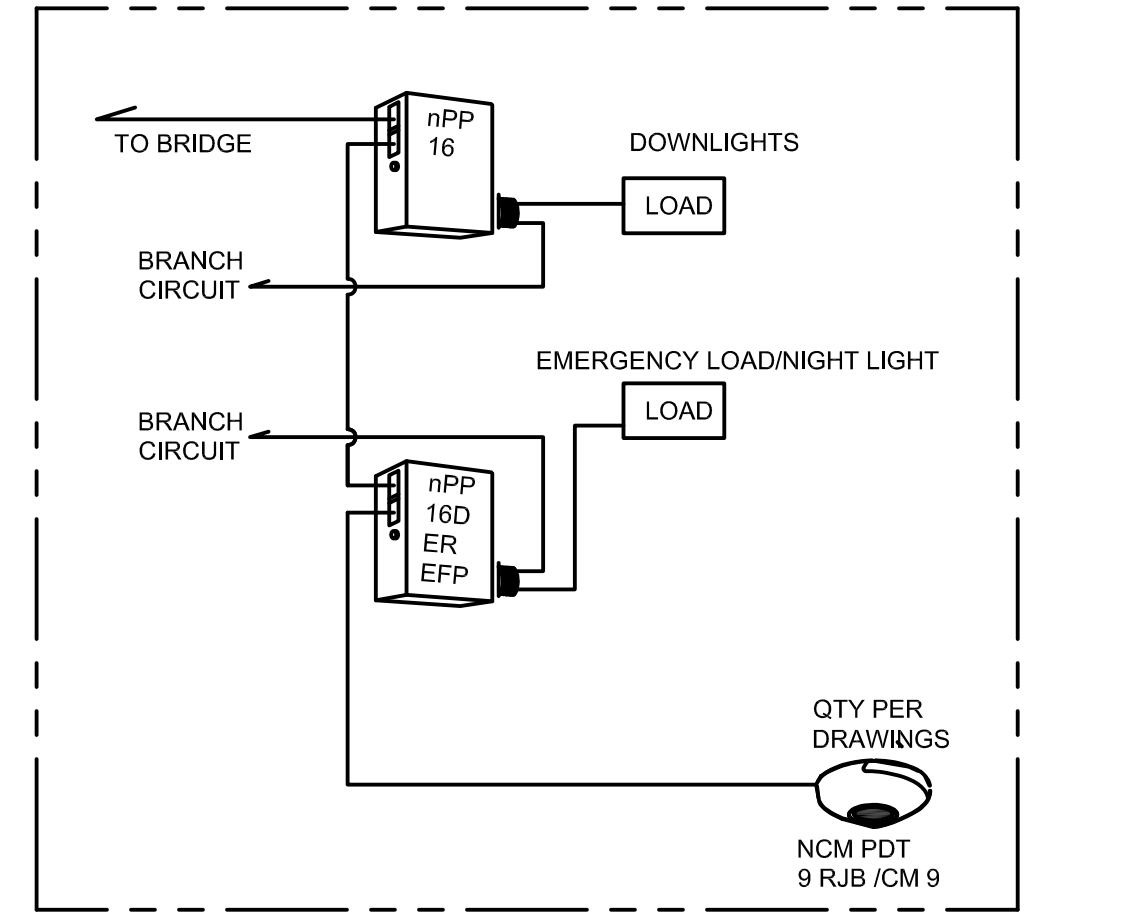 nPP
16
TO BRIDGE
DOWNLIGHTS
LOAD
BRANCH
CIRCUIT
EMERGENCY LOAD/NIGHT LIGHT
LOAD
BRANCH
CIRCUIT
nPP
16D
ER
EFP
QTY PER
DRAWINGS
NCM PDT
9 RJB /CM 9